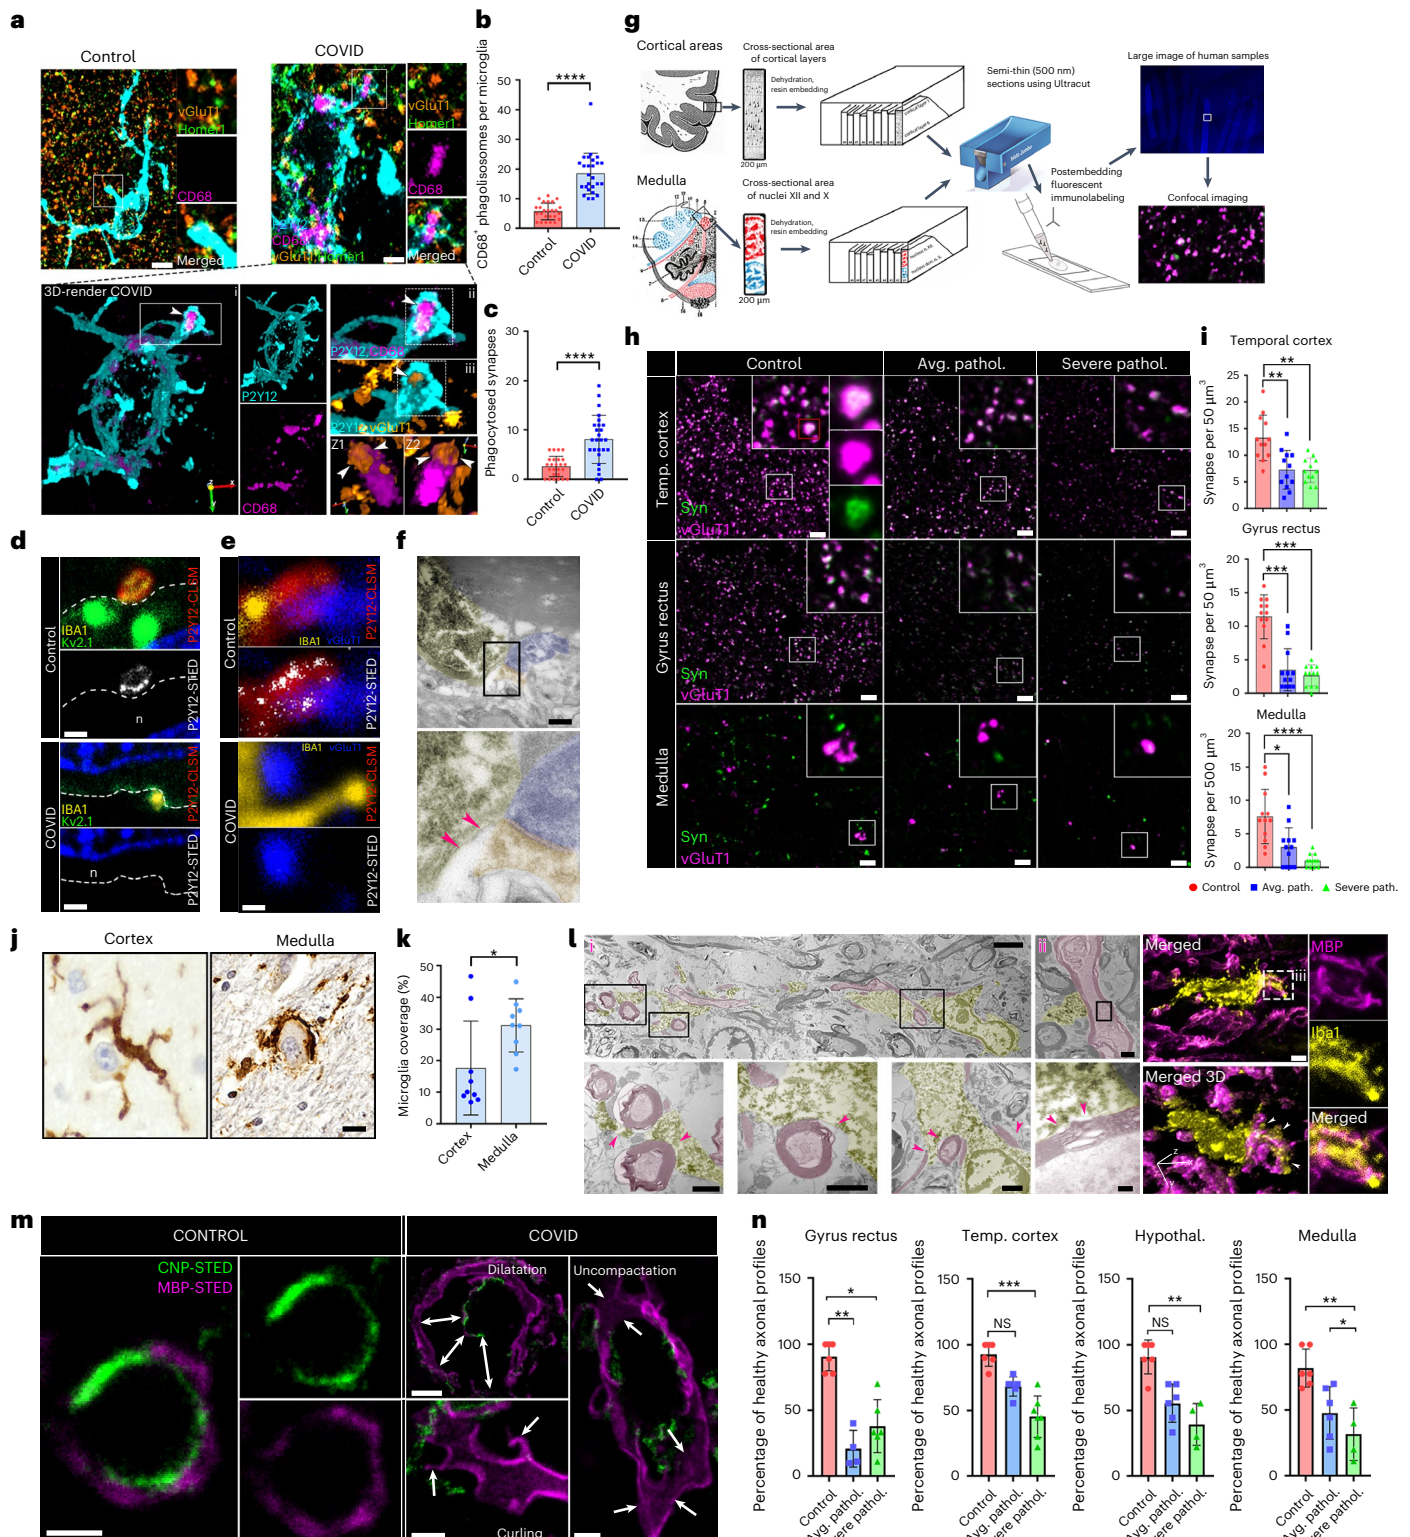 a
Control
COVID
vGluT1
Homer1
CD68
Merged
vGluT1
Homer1
CD68
Merged
P2Y12
CD68
vGluT1 Homer1
3D-render COVID
i
P2Y12
CD68
ii
P2Y12 CD68
iii
P2Y12 vGluT1
Z1
Z2
b
CD68+ phagolisosomes per microglia
50
40
30
20
10
0
****
Control
COVID
c
Phagocytosed synapses
30
20
10
0
****
Control
COVID
d
Control
COVID
IBA1
Kv2.1
P2Y12-CLSM
n
P2Y12-STED
IBA1
Kv2.1
P2Y12-CLSM
n
P2Y12-STED
e
Control
COVID
IBA1 vGluT1
P2Y12-CLSM
P2Y12-STED
IBA1 vGluT1
P2Y12-CLSM
P2Y12-STED
f
g
Cortical areas
Cross-sectional area
of cortical layers
200 µm
Dehydration,
resin embedding
Medulla
Cross-sectional area
of nuclei XII and X
200 µm
Dehydration,
resin embedding
Semi-thin (500 nm)
sections using Ultracut
Postembedding
fluorescent
immunolabeling
Large image of human samples
Confocal imaging
h
Control
Avg. pathol.
Severe pathol.
Temp. cortex
Gyrus rectus
Medulla
Syn
vGluT1
Syn
vGluT1
Syn
vGluT1
i
Temporal cortex
Synapse per 50 µm3
25
20
15
10
5
0
**
**
Gyrus rectus
Synapse per 50 µm3
20
15
10
5
0
***
***
Medulla
Synapse per 500 µm3
20
15
10
5
0
****
*
Control Avg. path. Severe path.
j
Cortex
Medulla
k
Microglia coverage (%)
50
40
30
20
10
0
*
Cortex
Medulla
l
i
ii
Merged
iii
Merged 3D
MBP
Iba1
Merged
m
CONTROL
COVID
CNP-STED
MBP-STED
Dilatation
Uncompactation
Curling
n
Gyrus rectus
Percentage of healthy axonal profiles
150
100
50
0
*
**
Control
Avg. pathol.
Severe pathol.
Temp. cortex
Percentage of healthy axonal profiles
150
100
50
0
***
NS
Control
Avg. pathol.
Severe pathol.
Hypothal.
Percentage of healthy axonal profiles
150
100
50
0
**
NS
Control
Avg. pathol.
Severe pathol.
Medulla
Percentage of healthy axonal profiles
150
100
50
0
**
*
Control
Avg. pathol.
Severe pathol.